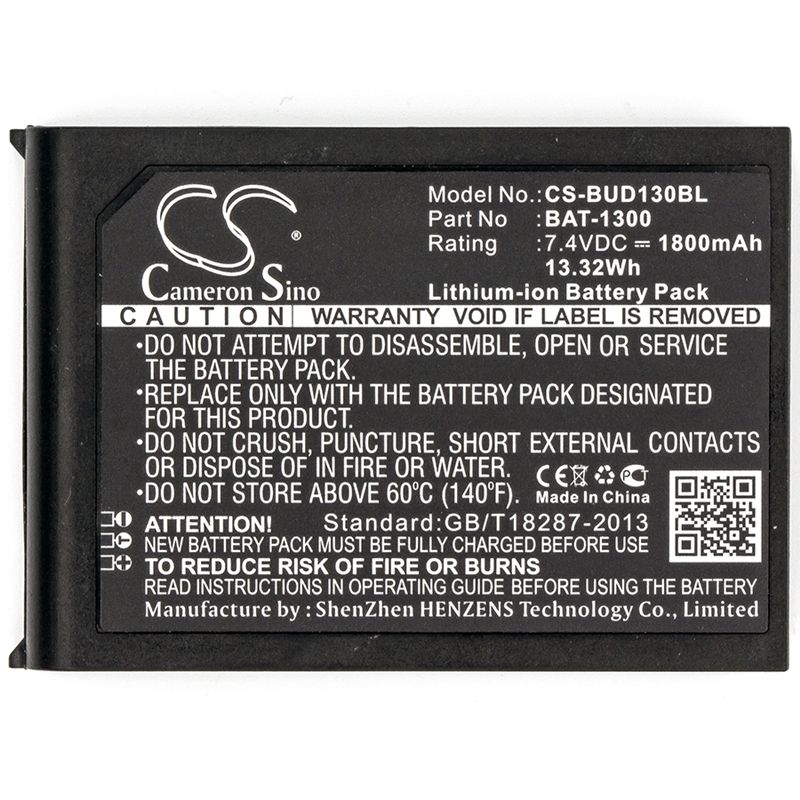 CS ®
Cameron Sino
Model No.: CS-BUD130BL
Part No : BAT-1300
Rating : 7.4VDC ⎓ 1800mAh
13.32Wh
Lithium-ion Battery Pack
CAUTION WARRANTY VOID IF LABEL IS REMOVED
•DO NOT ATTEMPT TO DISASSEMBLE, OPEN OR SECTION
THE BATTERY PACK.
•REPLACE ONLY WITH THE BATTERY PACK DESIGNATED
FOR THIS PRODUCT.
•DO NOT CRUSH, PUNCTURE, SHORT EXTERNAL CONTACTS
OR DISPOSE OF IN FIRE OR WATER.
•DO NOT STORE ABOVE 60℃ (140℉).
CE
Made In China
ATTENTION: Standard:GB/T18287-2013
NEW BATTERY PACK MUST BE FULLY CHARGED BEFORE USE
TO REDUCE RISK OF FIRE OR BURNS
READ INSTRUCTIONS IN OPERATING GUIDE BEFORE USING THE BATTERY
Manufacture by : ShenZhen HENZENS Technology Co., Limited